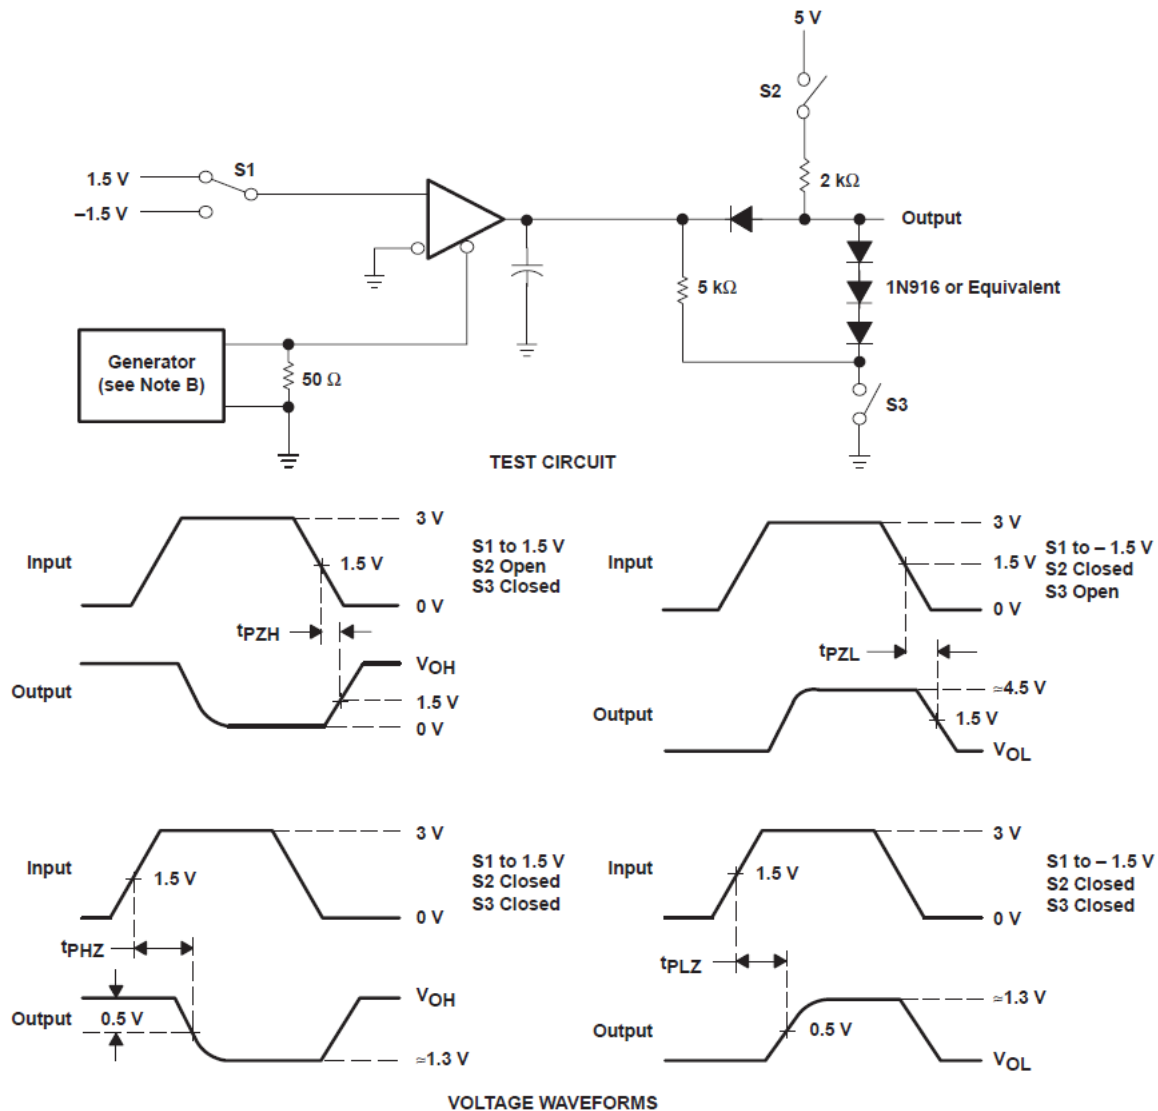 5 V
S2
S1
1.5 V
–1.5 V
2 kΩ
Output
5 kΩ
1N916 or Equivalent
Generator
(see Note B)
50 Ω
S3
TEST CIRCUIT
3 V
Input
1.5 V
S1 to 1.5 V
S2 Open
S3 Closed
0 V
tPZH
VOH
Output
1.5 V
0 V
3 V
Input
1.5 V
S1 to – 1.5 V
S2 Closed
S3 Open
0 V
tPZL
≈4.5 V
Output
1.5 V
VOL
3 V
Input
1.5 V
S1 to 1.5 V
S2 Closed
S3 Closed
0 V
tPHZ
VOH
Output
0.5 V
≈1.3 V
3 V
Input
1.5 V
S1 to – 1.5 V
S2 Closed
S3 Closed
0 V
tPLZ
≈1.3 V
Output
0.5 V
VOL
VOLTAGE WAVEFORMS